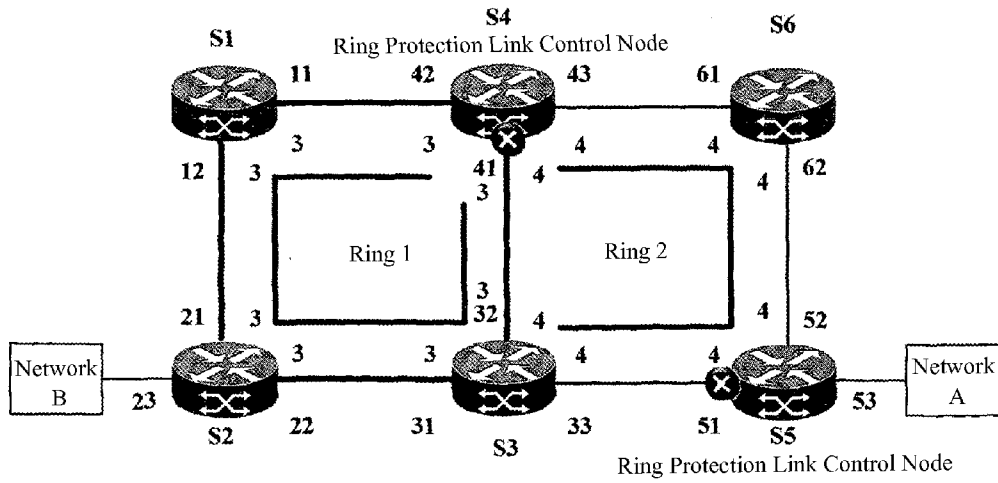 S4
S1
Ring Protection Link Control Node
S6
11
42
43
61
3
3
4
4
12
3
41
4
4
62
3
Ring 1
Ring 2
3
21
3
32
4
4
52
3
3
4
4
Network
B
23
S2
22
31
S3
33
51
S5
53
Network
A
Ring Protection Link Control Node